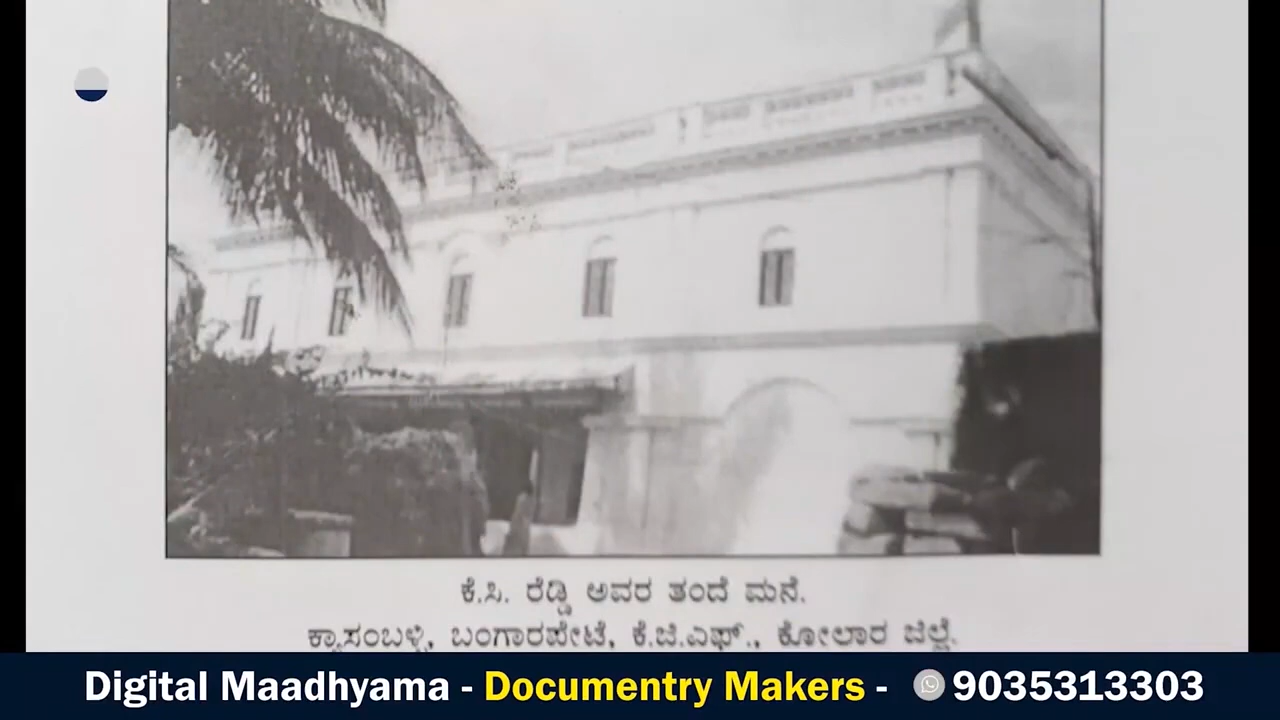 ಕೆ.ಸಿ. ರೆಡ್ಡಿ ಅವರ ತಂದೆ ಮನೆ.
ಕ್ಯಾಸಂಬಳ್ಳಿ, ಬಂಗಾರಪೇಟೆ, ಕೆ.ಜಿ.ಎಫ್., ಕೋಲಾರ ಜಿಲ್ಲೆ.
Digital Maadhyama - Documentry Makers - 9035313303